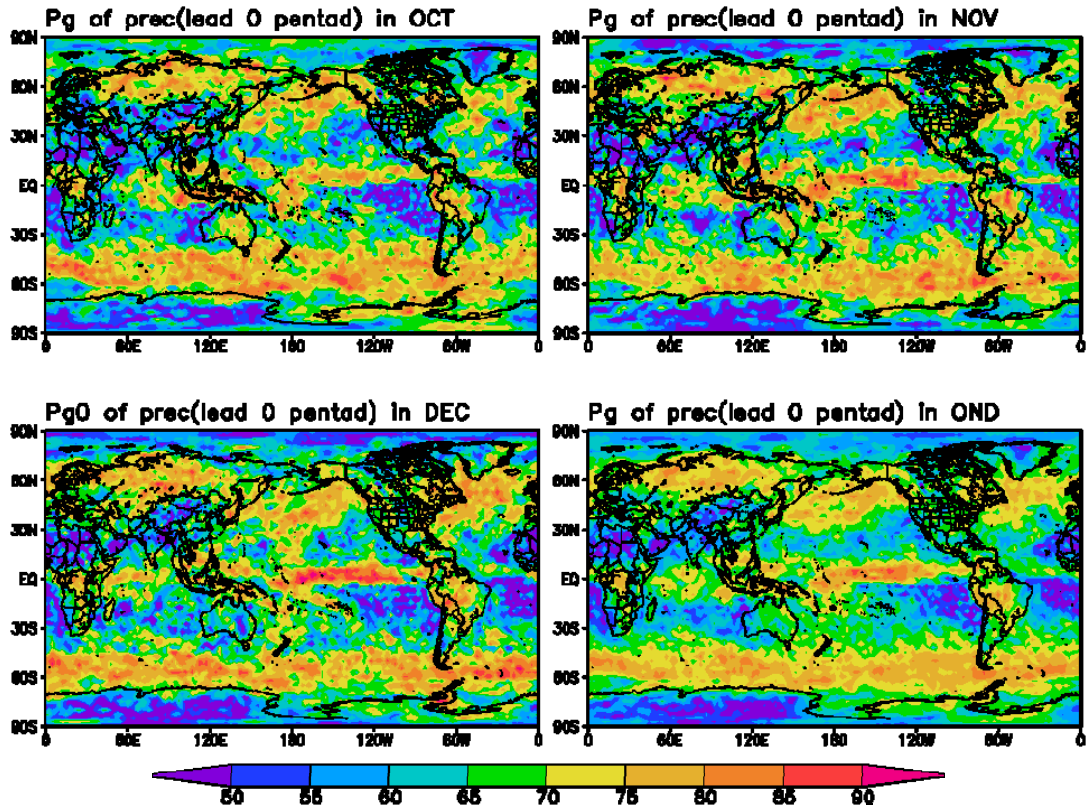 Pg of prec(lead 0 pentad) in OCT
Pg of prec(lead 0 pentad) in NOV
90N
60N
30N
EQ
30S
60S
90S
0 60E 120E 180 120W 60W 0
90N
60N
30N
EQ
30S
60S
90S
0 60E 120E 180 120W 60W 0
Pg0 of prec(lead 0 pentad) in DEC
Pg of prec(lead 0 pentad) in OND
90N
60N
30N
EQ
30S
60S
90S
0 60E 120E 180 120W 60W 0
90N
60N
30N
EQ
30S
60S
90S
0 60E 120E 180 120W 60W 0
50 55 60 65 70 75 80 85 90